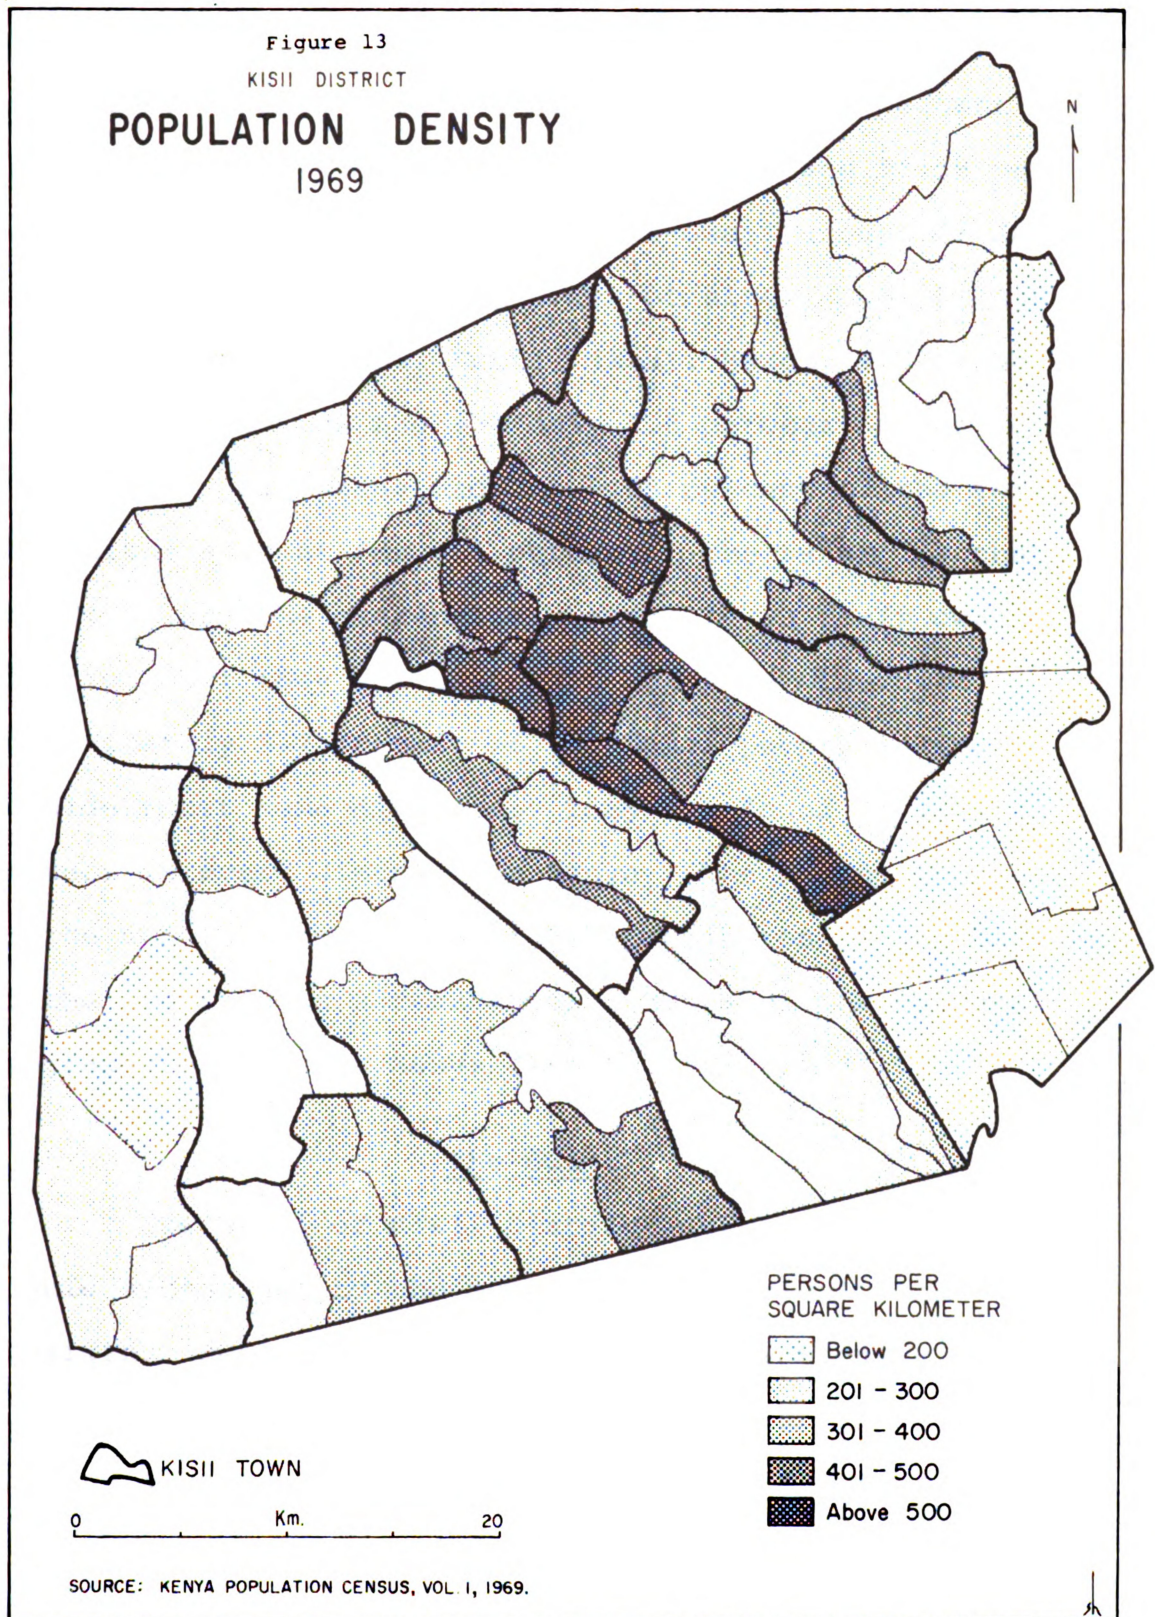 Figure 13
KISII DISTRICT
POPULATION DENSITY
1969
N
PERSONS PER
SQUARE KILOMETER
Below 200
201 - 300
301 - 400
401 - 500
Above 500
KISII TOWN
0 Km. 20
SOURCE: KENYA POPULATION CENSUS, VOL. 1, 1969.